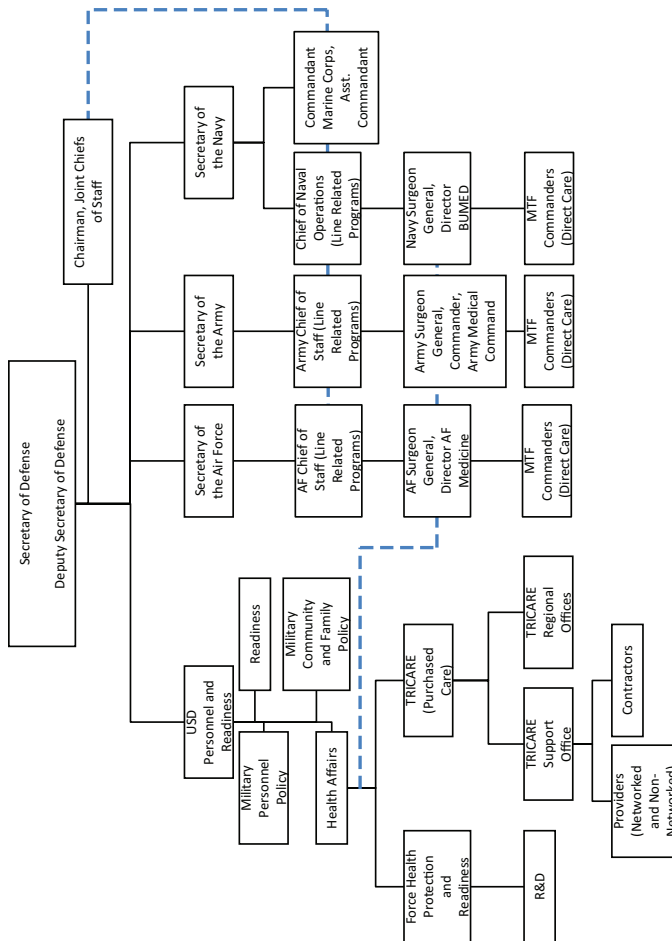 Secretary of Defense
Deputy Secretary of Defense
Chairman, Joint Chiefs
of Staff
USD
Personnel and
Readiness
Secretary of
the Air Force
Secretary of
the Army
Secretary of
the Navy
Military
Personnel
Policy
Readiness
Health Affairs
Military
Community
and Family
Policy
AF Chief of
Staff (Line
Related
Programs)
Army Chief of
Staff (Line
Related
Programs)
Chief of Naval
Operations
(Line Related
Programs)
Commandant
Marine Corps,
Asst.
Commandant
Force Health
Protection
and
Readiness
TRICARE
(Purchased
Care)
AF Surgeon
General,
Director AF
Medicine
Army Surgeon
General,
Commander,
Army Medical
Command
Navy Surgeon
General,
Director
BUMED
R&D
TRICARE
Support
Office
TRICARE
Regional
Offices
MTF
Commanders
(Direct Care)
MTF
Commanders
(Direct Care)
MTF
Commanders
(Direct Care)
Providers
(Networked
and Non-
Networked)
Contractors